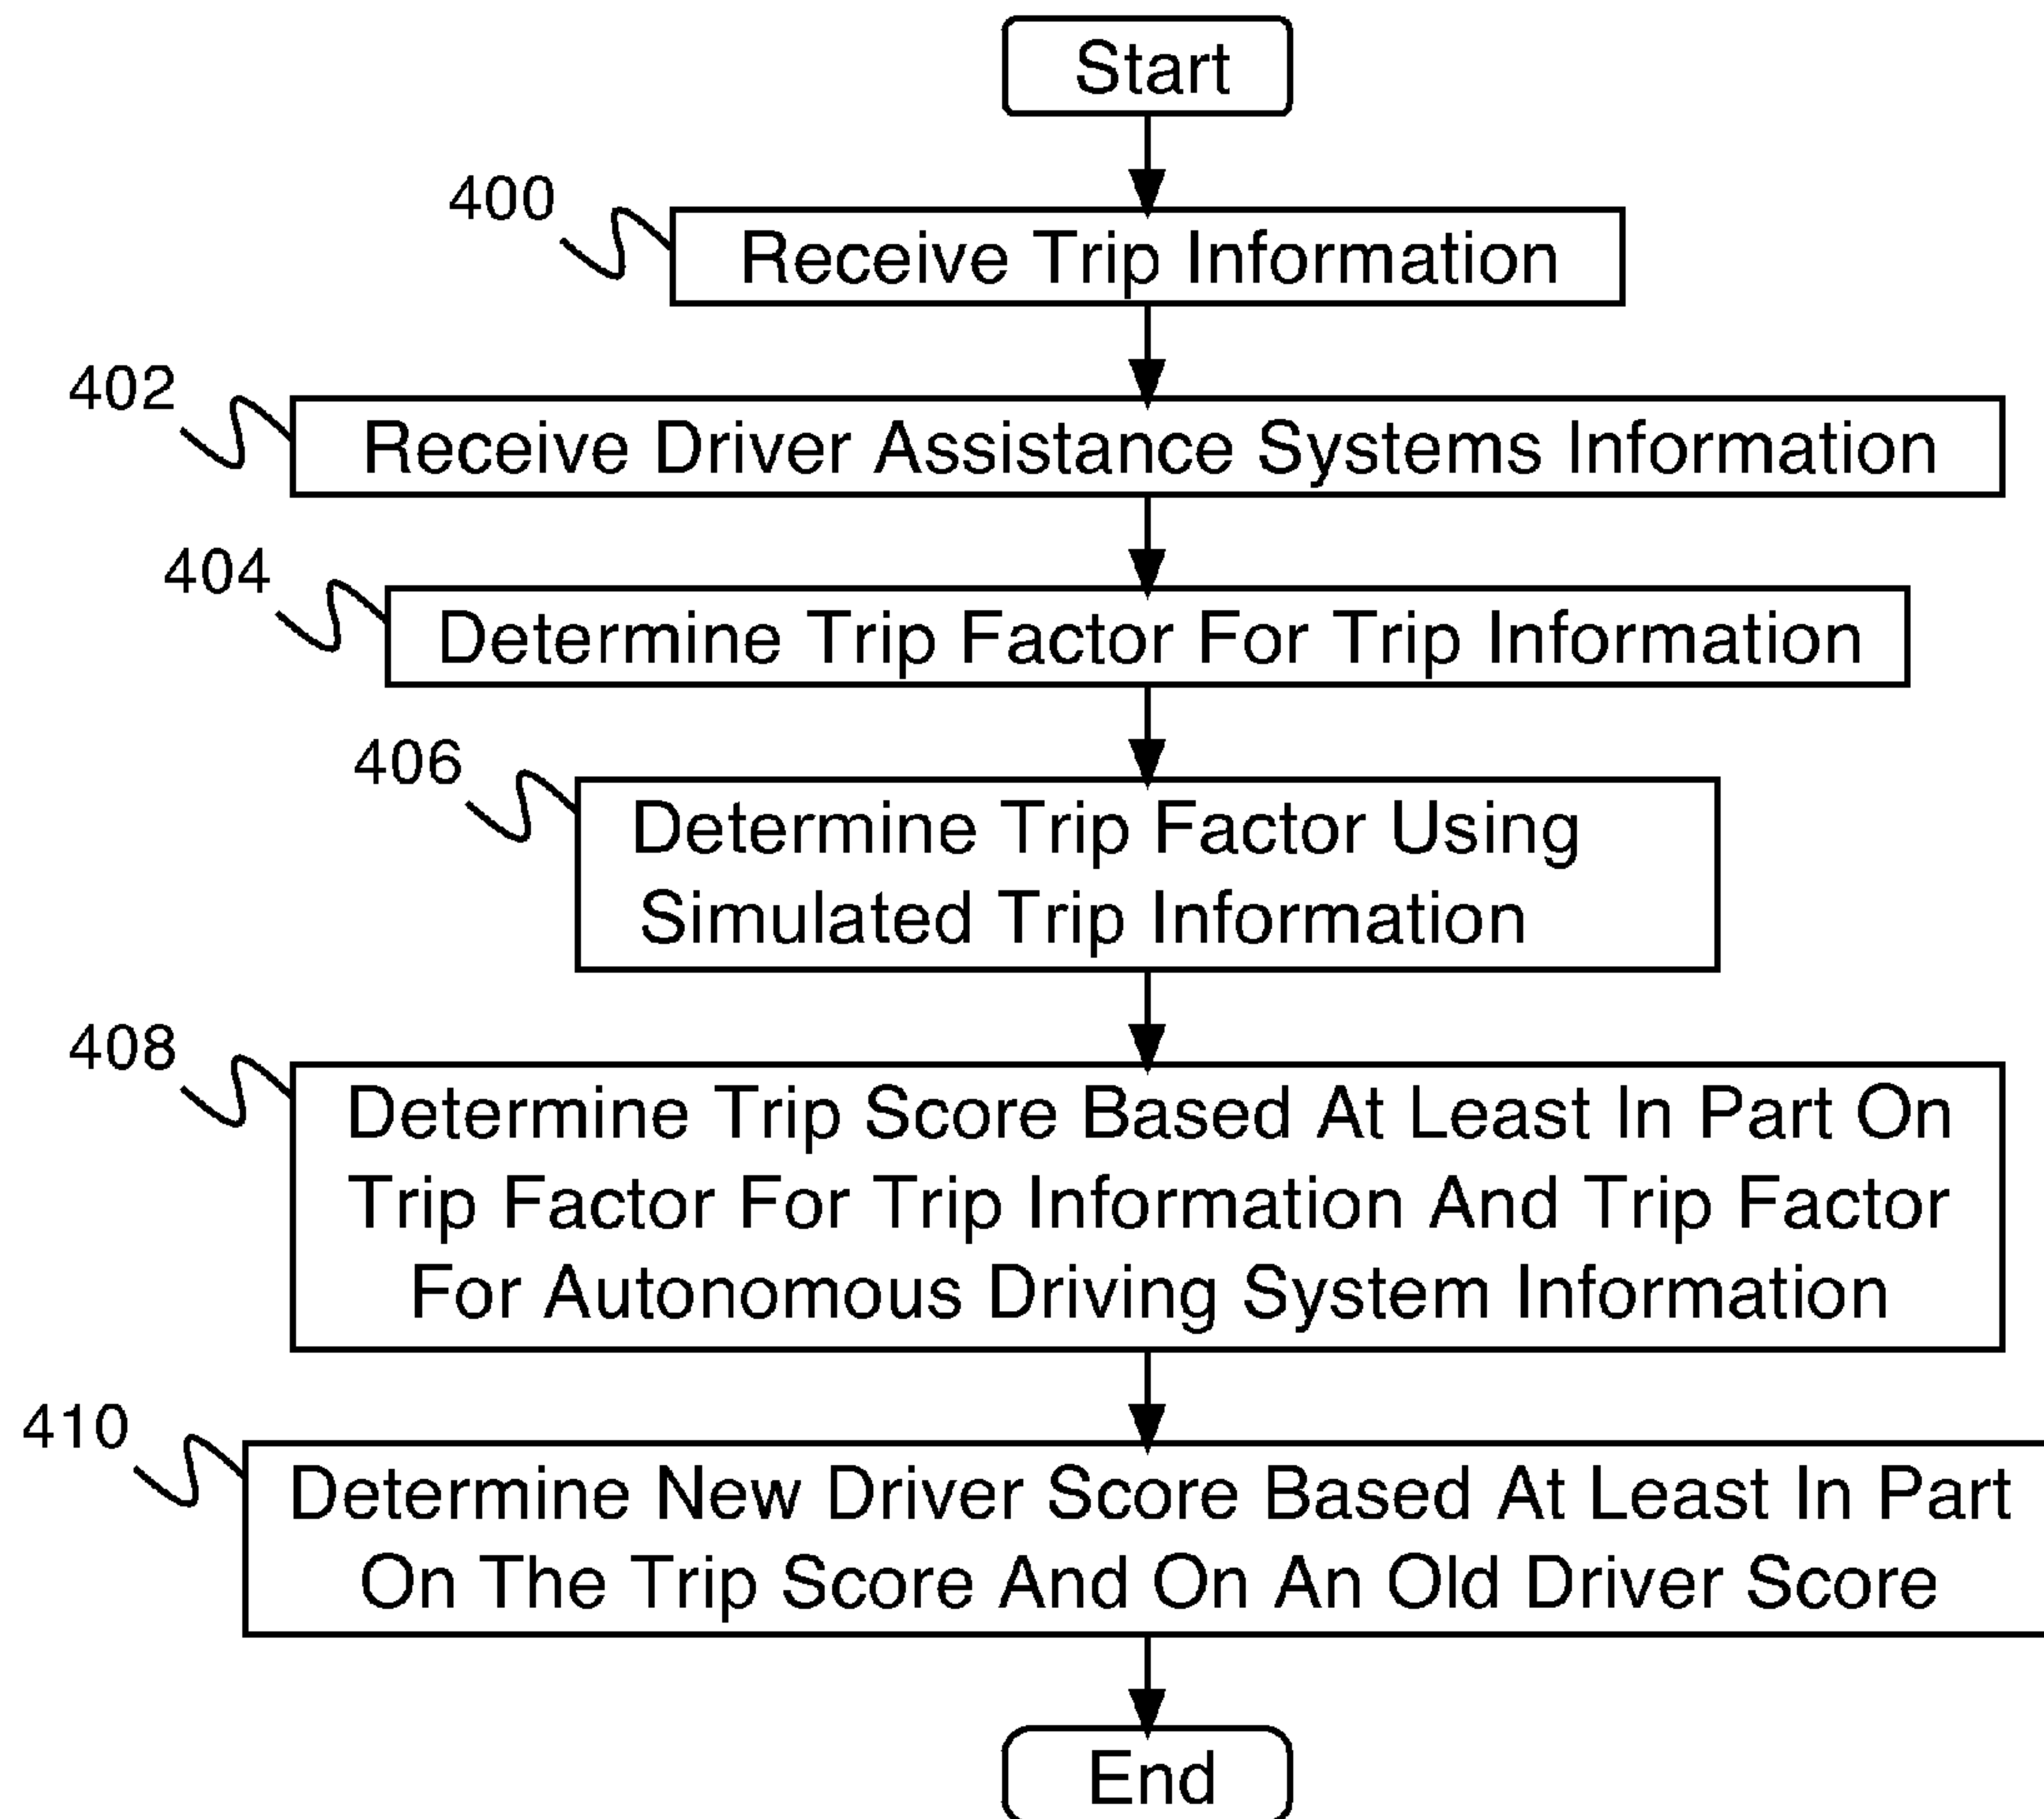 Start
400
Receive Trip Information
402
Receive Driver Assistance Systems Information
404
Determine Trip Factor For Trip Information
406
Determine Trip Factor Using
Simulated Trip Information
408
Determine Trip Score Based At Least In Part On
Trip Factor For Trip Information And Trip Factor
For Autonomous Driving System Information
410
Determine New Driver Score Based At Least In Part
On The Trip Score And On An Old Driver Score
End